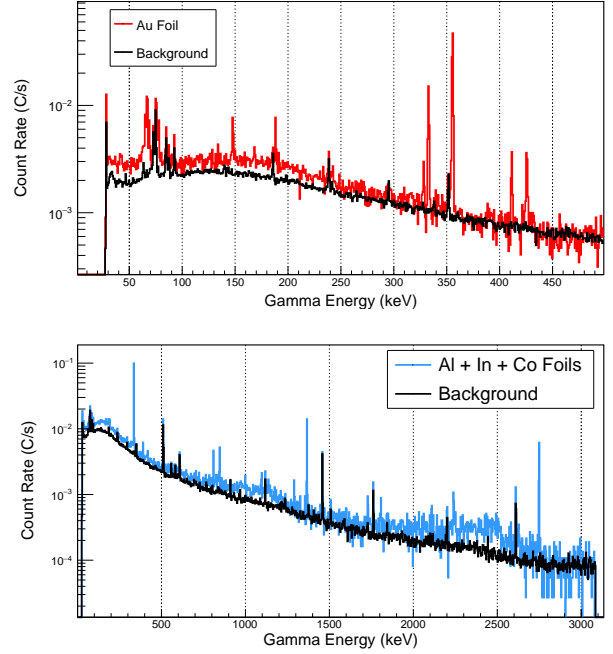 Au Foil
Background
Count Rate (C/s)
10⁻²
10⁻³
50 100 150 200 250 300 350 400 450
Gamma Energy (keV)
Al + In + Co Foils
Background
Count Rate (C/s)
10⁻¹
10⁻²
10⁻³
10⁻⁴
500 1000 1500 2000 2500 3000
Gamma Energy (keV)